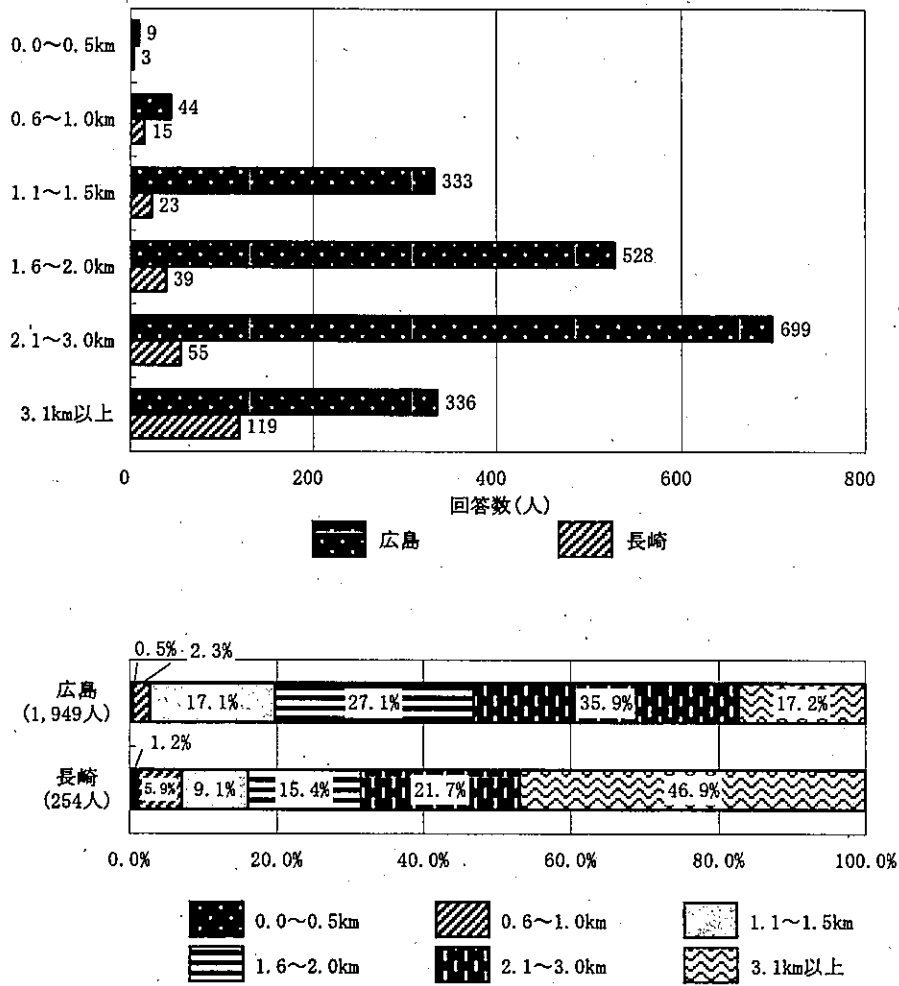 0.0～0.5km
9
3
0.6～1.0km
44
15
1.1～1.5km
333
23
1.6～2.0km
528
39
2.1～3.0km
699
55
3.1km以上
336
119
0 200 400 600 800
回答数(人)
広島 長崎
0.5% 2.3%
広島
(1,949人)
17.1% 27.1% 35.9% 17.2%
1.2%
長崎
(254人)
5.9% 9.1% 15.4% 21.7% 46.9%
0.0% 20.0% 40.0% 60.0% 80.0% 100.0%
0.0～0.5km 0.6～1.0km 1.1～1.5km
1.6～2.0km 2.1～3.0km 3.1km以上